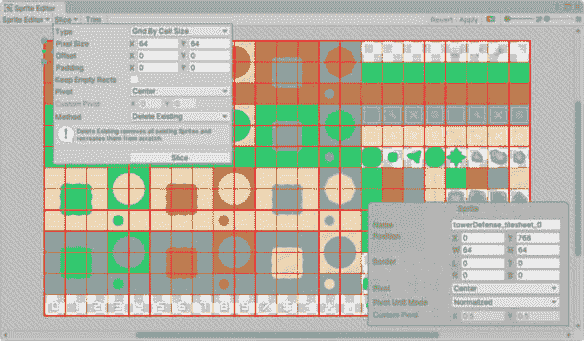 Sprite Editor
Sprite Editor Slice Trim Revert Apply
Type Grid By Cell Size
Pixel Size X 64 Y 64
Offset X 0 Y 0
Padding X 0 Y 0
Keep Empty Rects
Pivot Center
Custom Pivot X 0 Y 0
Method Delete Existing
Delete Existing removes all existing Sprites and
recreates them from scratch
Slice
Sprite
Name towerDefense_tilesheet_0
Position X 0 Y 768
W 64 H 64
Border L 0 T 0
R 0 B 0
Pivot Center
Pivot Unit Mode Normalized
Custom Pivot X 0.5 Y 0.5